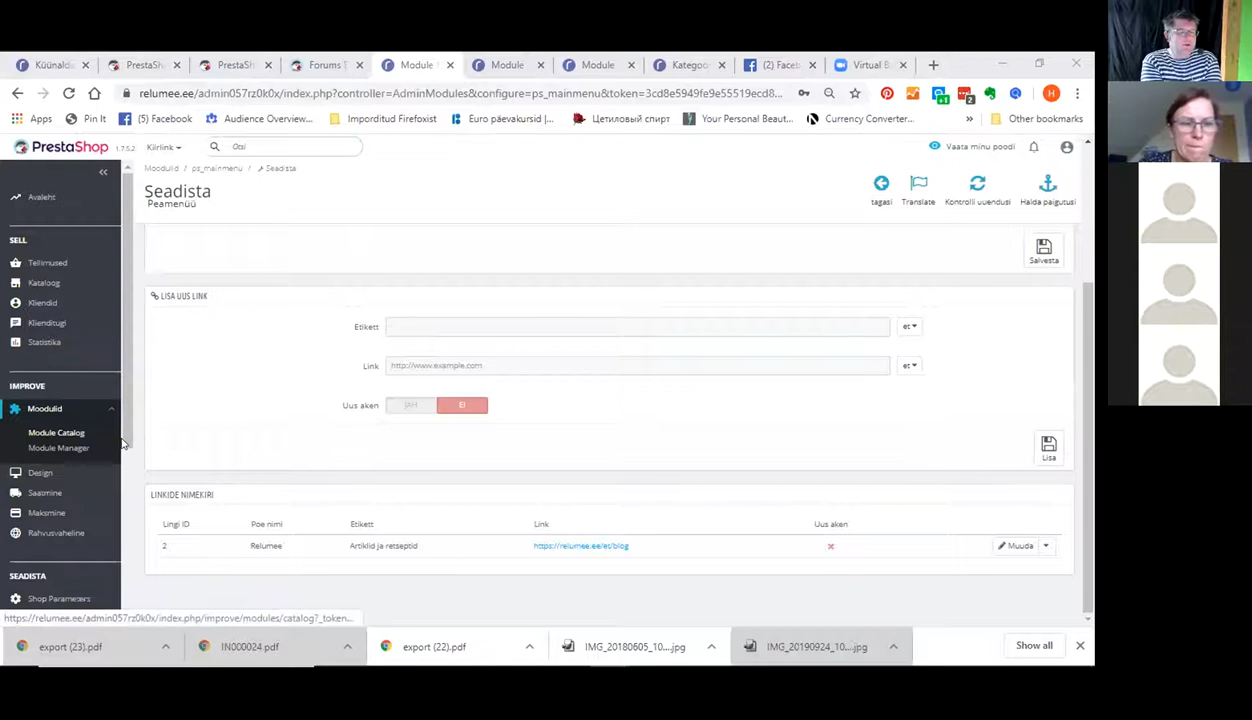 Küünalda
PrestaSh
PrestaSh
Forums
Module
Module
Module
Kategoo
(2) Faceb
Virtual B
relumee.ee/admin057rz0k0x/index.php?controller=AdminModules&configure=ps_mainmenu&token=3cd8e5949fe9e55519ecd8...
Apps
Pin It
(5) Facebook
Audience Overview...
Imporditud Firefoxist
Euro päevakursid |...
Цетиловый спирт
Your Personal Beaut...
Currency Converter...
»
Other bookmarks
PrestaShop 1.7.5.2
Kiirlink
Otsi
Vaata minu poodi
Moodulid / ps_mainmenu / Seadista
Seadista
Peamenüü
tagasi
Translate
Kontrolli uuendusi
Halda paigutusi
Avaleht
SELL
Tellimused
Kataloog
Kliendid
Klienditugi
Statistika
IMPROVE
Moodulid
Module Catalog
Module Manager
Design
Saatmine
Maksmine
Rahvusvaheline
SEADISTA
Shop Parameters
Salvesta
LISA UUS LINK
Etikett
et
Link
http://www.example.com
et
Uus aken
JAH
EI
Lisa
LINKIDE NIMEKIRI
Lingi ID
Poe nimi
Etikett
Link
Uus aken
2
Relumee
Artiklid ja retseptid
https://relumee.ee/et/blog
Muuda
https://relumee.ee/admin057rz0k0x/index.php/improve/modules/catalog?_token...
export (23).pdf
IN000024.pdf
export (22).pdf
IMG_20180605_10....jpg
IMG_20190924_10....jpg
Show all